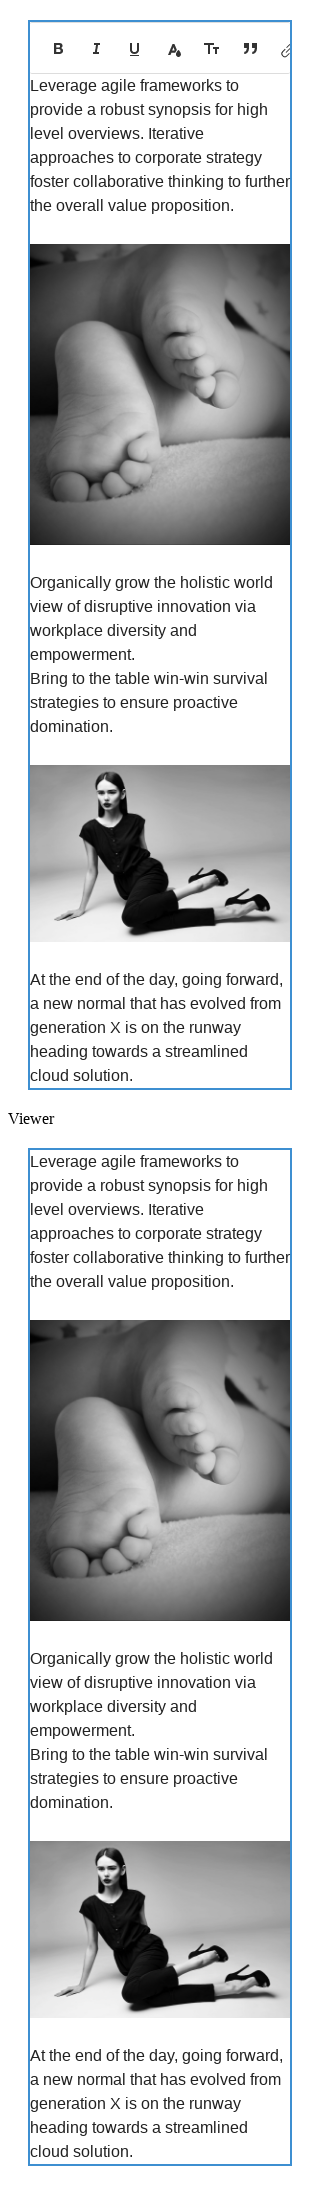 B I U A Tt
Leverage agile frameworks to
provide a robust synopsis for high
level overviews. Iterative
approaches to corporate strategy
foster collaborative thinking to further
the overall value proposition.
Organically grow the holistic world
view of disruptive innovation via
workplace diversity and
empowerment.
Bring to the table win-win survival
strategies to ensure proactive
domination.
At the end of the day, going forward,
a new normal that has evolved from
generation X is on the runway
heading towards a streamlined
cloud solution.
Viewer
Leverage agile frameworks to
provide a robust synopsis for high
level overviews. Iterative
approaches to corporate strategy
foster collaborative thinking to further
the overall value proposition.
Organically grow the holistic world
view of disruptive innovation via
workplace diversity and
empowerment.
Bring to the table win-win survival
strategies to ensure proactive
domination.
At the end of the day, going forward,
a new normal that has evolved from
generation X is on the runway
heading towards a streamlined
cloud solution.